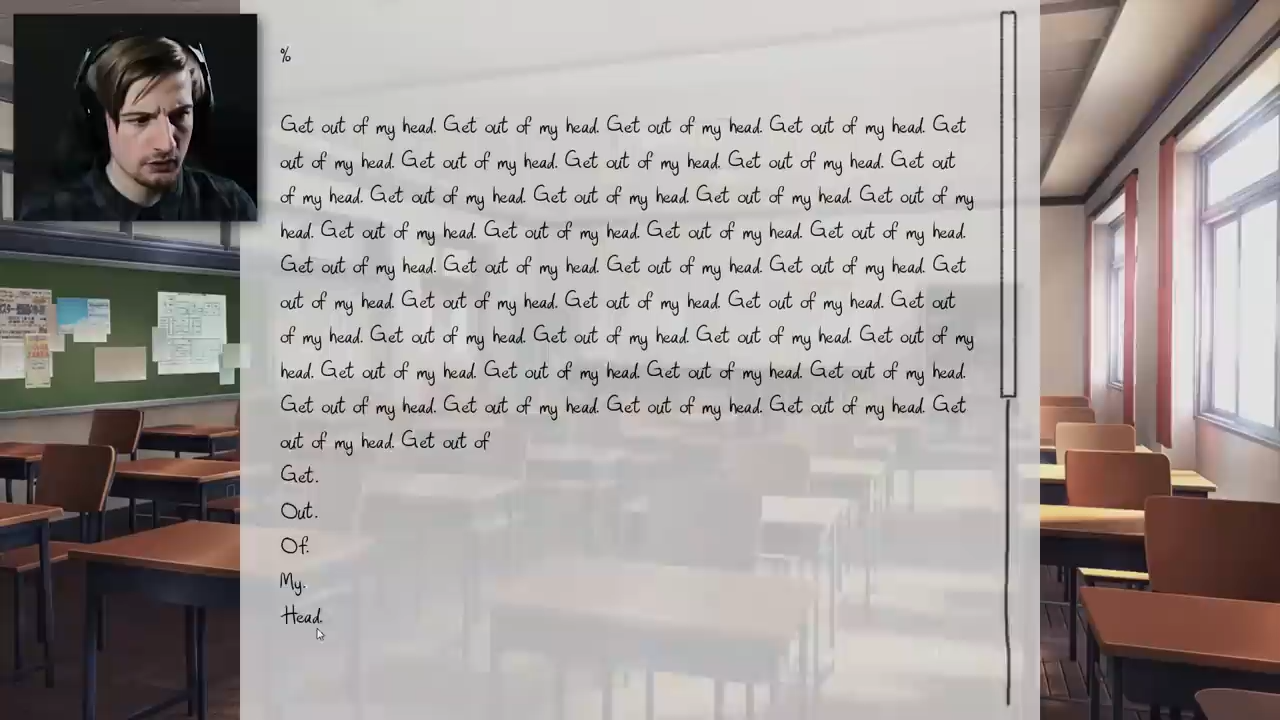 %
Get out of my head. Get out of my head. Get out of my head. Get out of my head. Get
out of my head. Get out of my head. Get out of my head. Get out of my head. Get out
of my head. Get out of my head. Get out of my head. Get out of my head. Get out of my
head. Get out of my head. Get out of my head. Get out of my head. Get out of my head.
Get out of my head. Get out of my head. Get out of my head. Get out of my head. Get
out of my head. Get out of my head. Get out of my head. Get out of my head. Get out
of my head. Get out of my head. Get out of my head. Get out of my head. Get out of my
head. Get out of my head. Get out of my head. Get out of my head. Get out of my head.
Get out of my head. Get out of my head. Get out of my head. Get out of my head. Get
out of my head. Get out of
Get.
Out.
Of.
My.
Head.